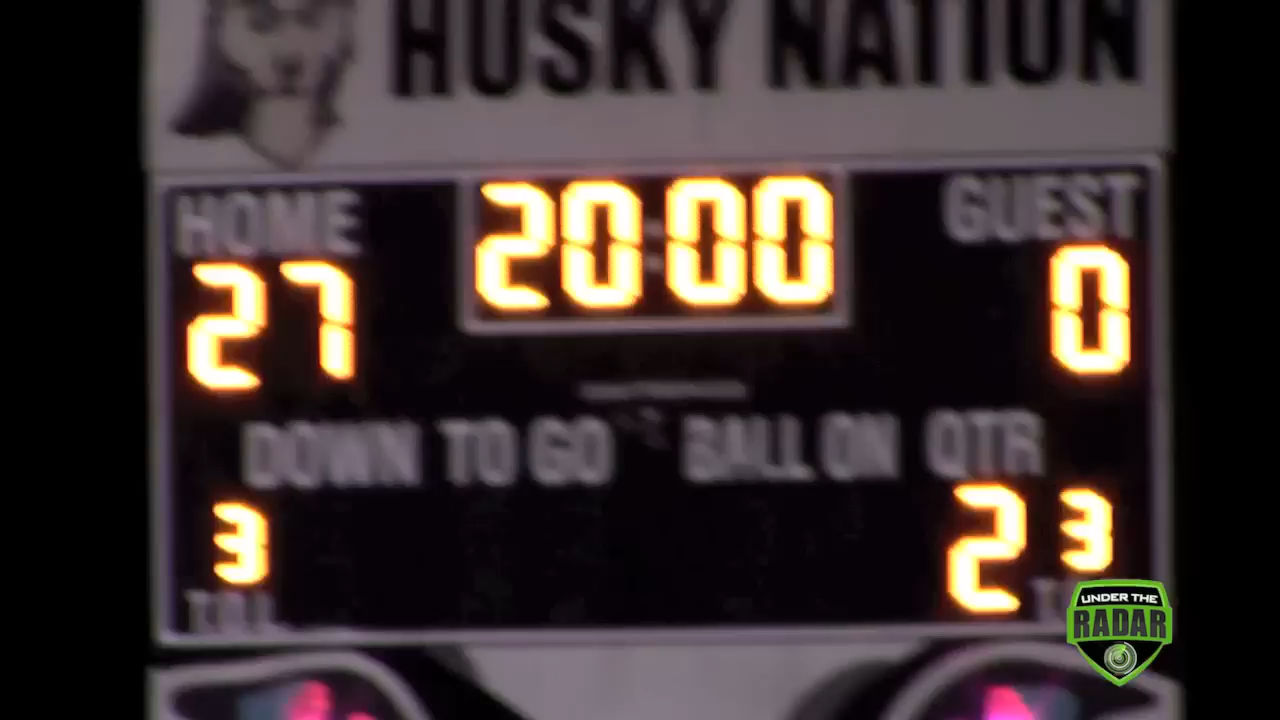 HUSKY NATION
HOME 20:00 GUEST
27 0
DOWN TO GO BALL ON QTR
3 2 3
T.O.L.
UNDER THE
RADAR